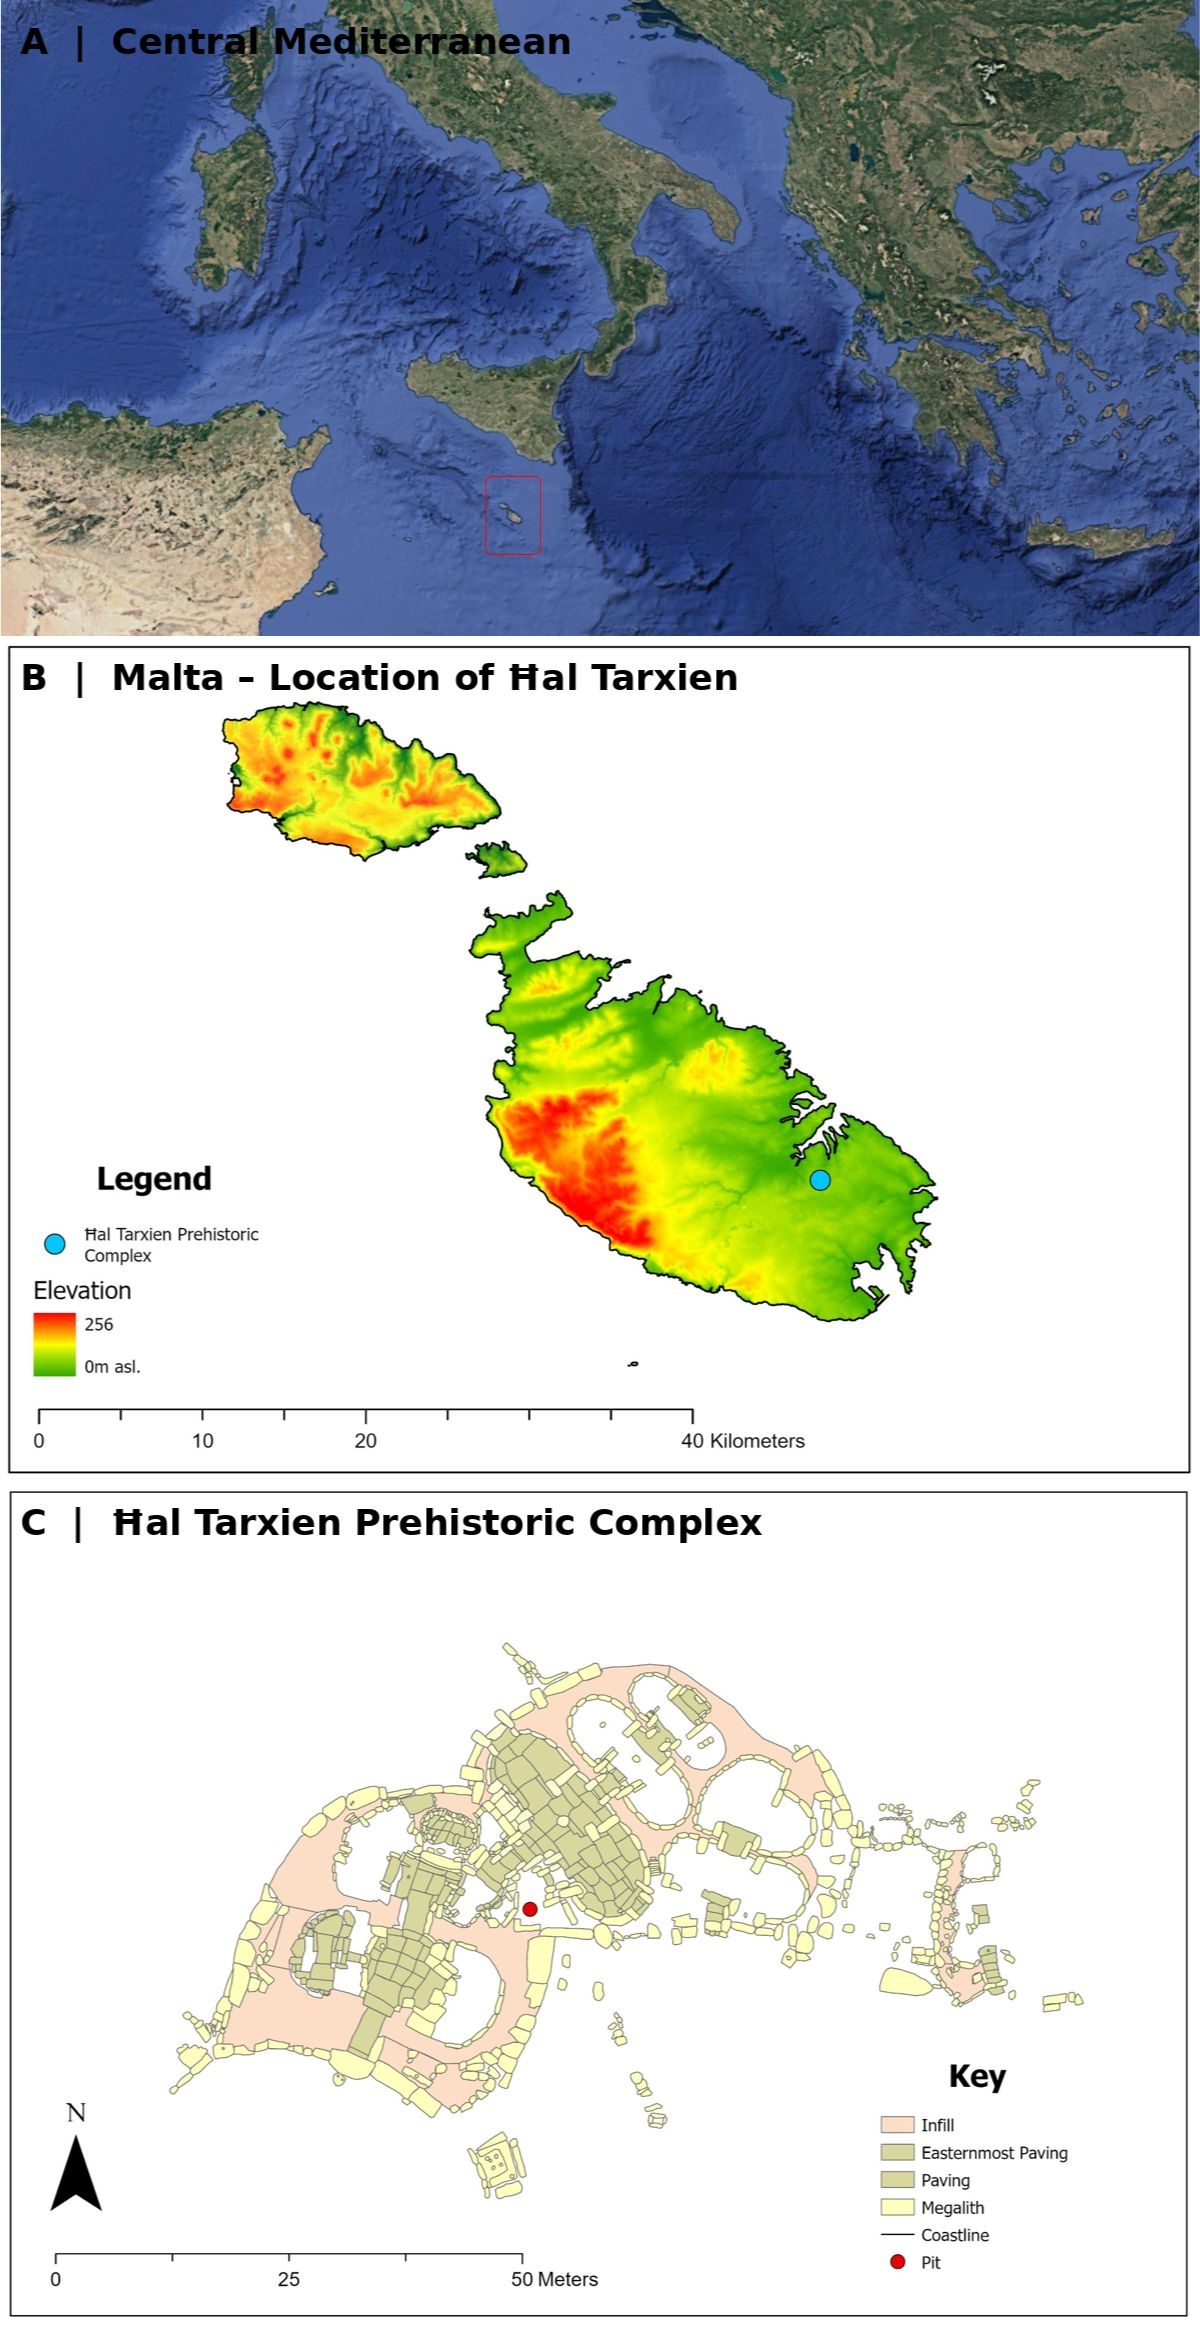 A | Central Mediterranean
B | Malta – Location of Ħal Tarxien
Legend
Ħal Tarxien Prehistoric
Complex
Elevation
256
0m asl.
0 10 20 40 Kilometers
C | Ħal Tarxien Prehistoric Complex
Key
N
Infill
Easternmost Paving
Paving
Megalith
Coastline
Pit
0 25 50 Meters